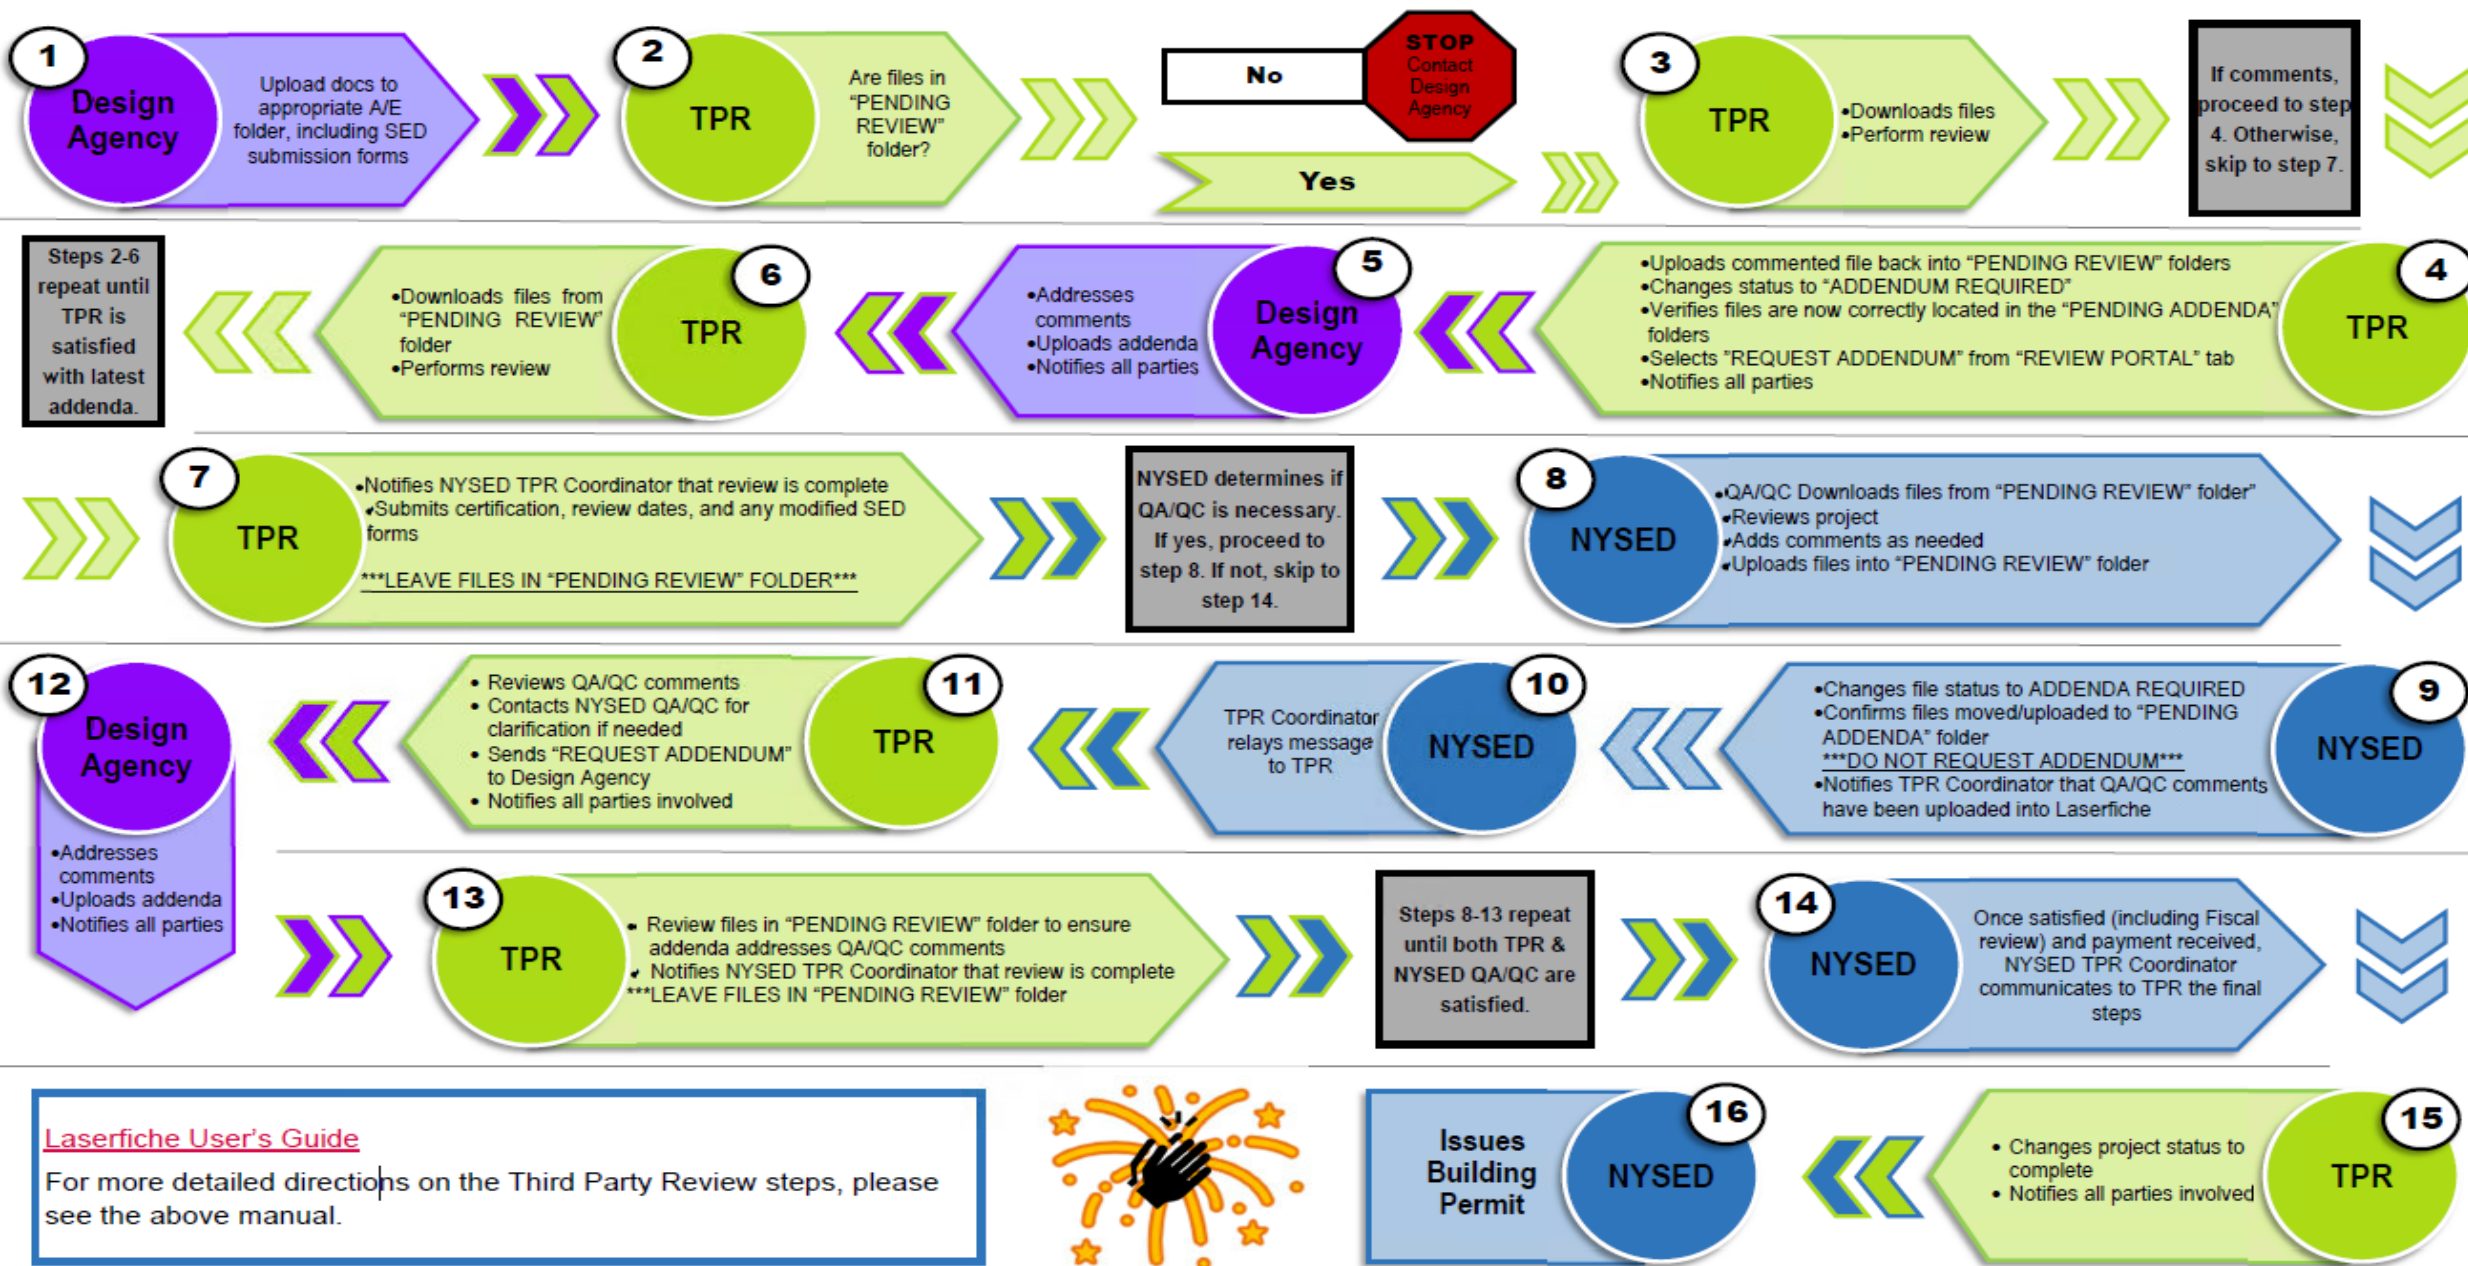 1
Design
Agency
Upload docs to
appropriate A/E
folder, including SED
submission forms
2
TPR
Are files in
“PENDING
REVIEW”
folder?
No
STOP
Contact
Design
Agency
Yes
3
TPR
•Downloads files
•Perform review
If comments,
proceed to step
4. Otherwise,
skip to step 7.
4
TPR
•Uploads commented file back into “PENDING REVIEW” folders
•Changes status to “ADDENDUM REQUIRED”
•Verifies files are now correctly located in the “PENDING ADDENDA”
folders
•Selects ”REQUEST ADDENDUM” from “REVIEW PORTAL” tab
•Notifies all parties
5
Design
Agency
•Addresses
comments
•Uploads addenda
•Notifies all parties
6
TPR
•Downloads files from
“PENDING REVIEW”
folder
•Performs review
Steps 2-6
repeat until
TPR is
satisfied
with latest
addenda.
7
TPR
•Notifies NYSED TPR Coordinator that review is complete
•Submits certification, review dates, and any modified SED
forms
***LEAVE FILES IN “PENDING REVIEW” FOLDER***
NYSED determines if
QA/QC is necessary.
If yes, proceed to
step 8. If not, skip to
step 14.
8
NYSED
•QA/QC Downloads files from “PENDING REVIEW” folder”
•Reviews project
•Adds comments as needed
•Uploads files into “PENDING REVIEW” folder
9
NYSED
•Changes file status to ADDENDA REQUIRED
•Confirms files moved/uploaded to “PENDING
ADDENDA” folder
***DO NOT REQUEST ADDENDUM***
•Notifies TPR Coordinator that QA/QC comments
have been uploaded into Laserfiche
10
NYSED
TPR Coordinator
relays message
to TPR
11
TPR
• Reviews QA/QC comments
• Contacts NYSED QA/QC for
clarification if needed
• Sends “REQUEST ADDENDUM”
to Design Agency
• Notifies all parties involved
12
Design
Agency
•Addresses
comments
•Uploads addenda
•Notifies all parties
13
TPR
• Review files in “PENDING REVIEW” folder to ensure
addenda addresses QA/QC comments
• Notifies NYSED TPR Coordinator that review is complete
***LEAVE FILES IN “PENDING REVIEW” folder
Steps 8-13 repeat
until both TPR &
NYSED QA/QC are
satisfied.
14
NYSED
Once satisfied (including Fiscal
review) and payment received,
NYSED TPR Coordinator
communicates to TPR the final
steps
15
TPR
• Changes project status to
complete
• Notifies all parties involved
16
NYSED
Issues
Building
Permit
Laserfiche User’s Guide
For more detailed directions on the Third Party Review steps, please
see the above manual.